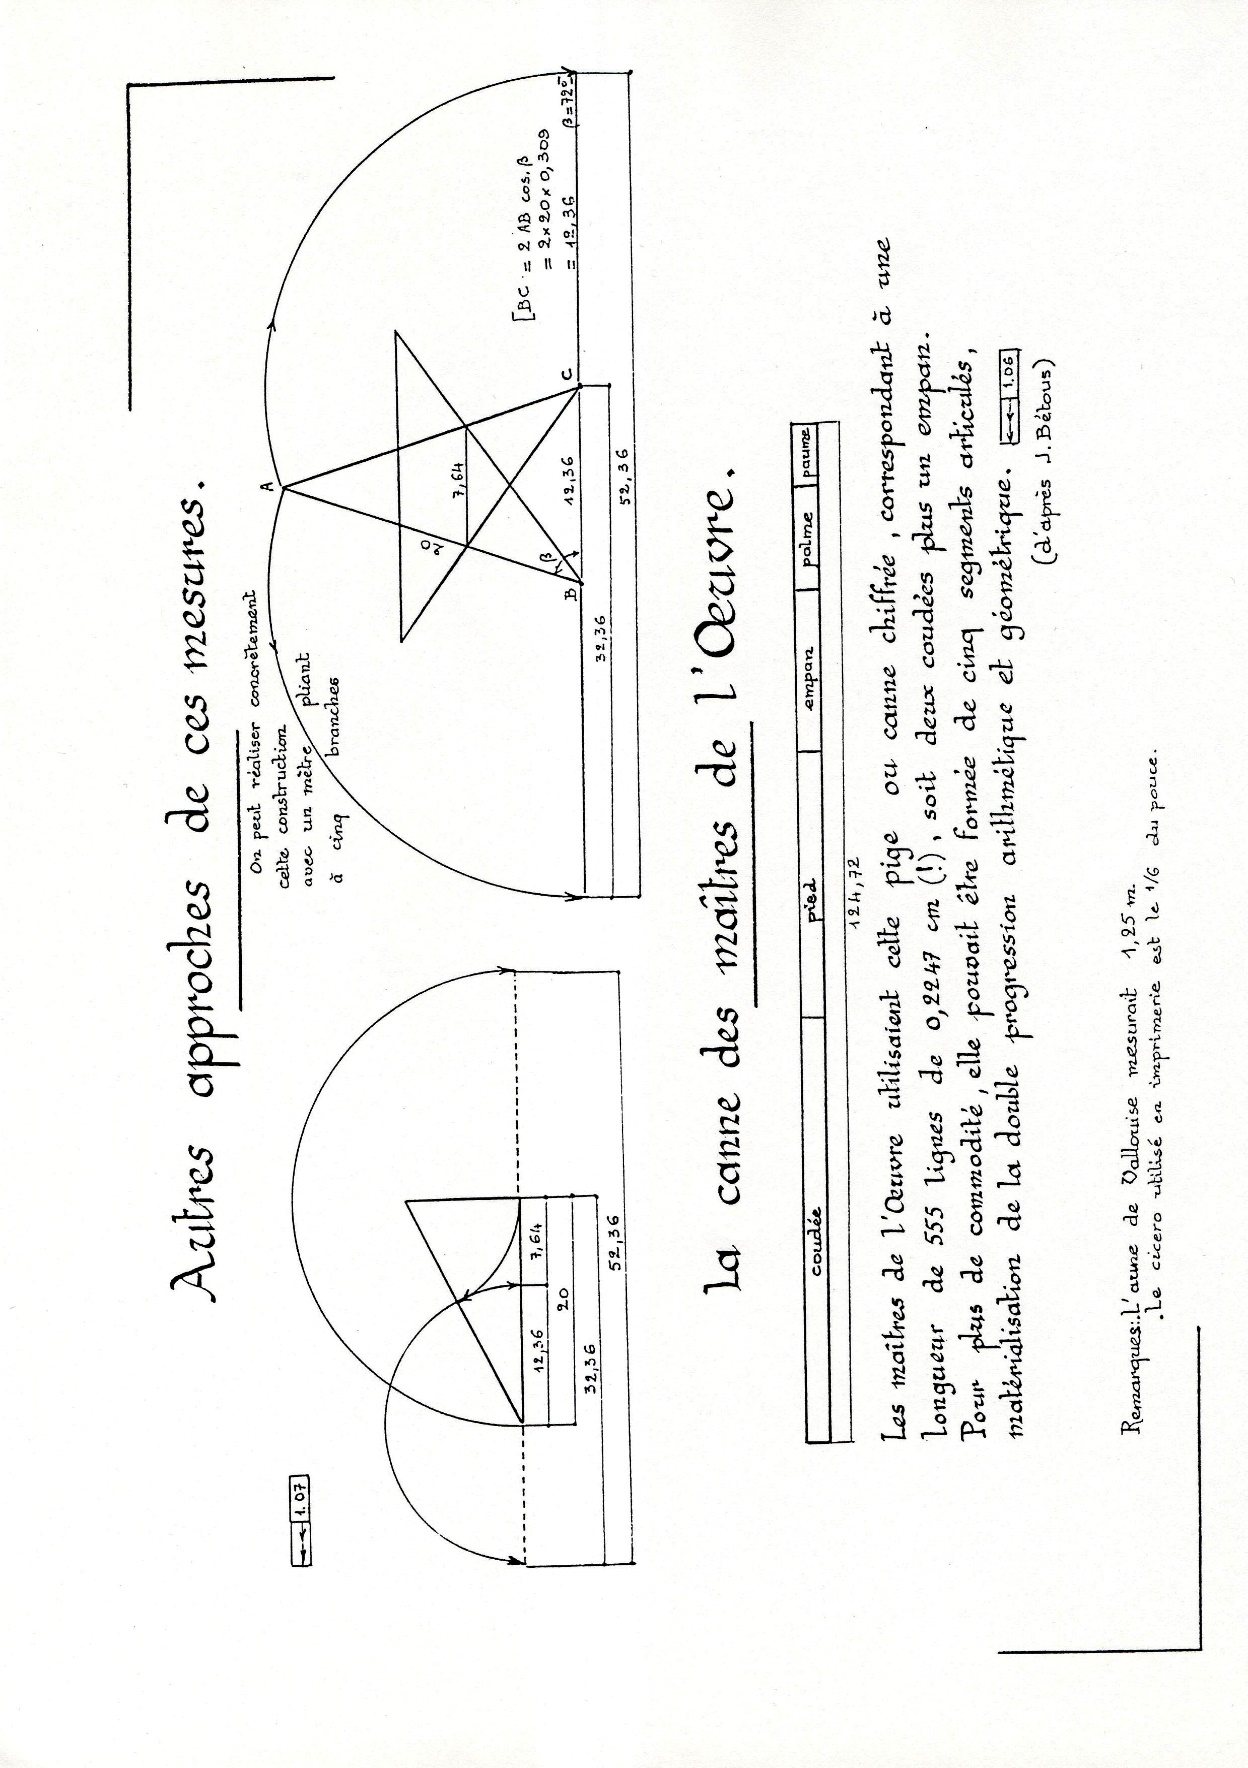 1.07
Autres approches de ces mesures.
On peut réaliser concrètement
cette construction
avec un mètre pliant
à cinq branches
12,36
7,64
20
32,36
52,36
A
20
7,64
β
B
C
12,36
32,36
52,36
[BC = 2 AB cos.β
= 2×20×0,309
= 12,36
β=72°
La canne des maîtres de l'Oeuvre.
coudée pied empan palme paume
124,72
Les maîtres de l'Œuvre utilisaient cette pige ou canne chiffrée, correspondant à une
longueur de 555 lignes de 0,2247 cm (!), soit deux coudées plus un empan.
Pour plus de commodité, elle pouvait être formée de cinq segments articulés,
matérialisation de la double progression arithmétique et géométrique. 1.06
(d'après J. Bétous)
Remarques: L'aune de Vallouise mesurait 1,25 m.
. Le cicero utilisé en imprimerie est le 1/6 du pouce.